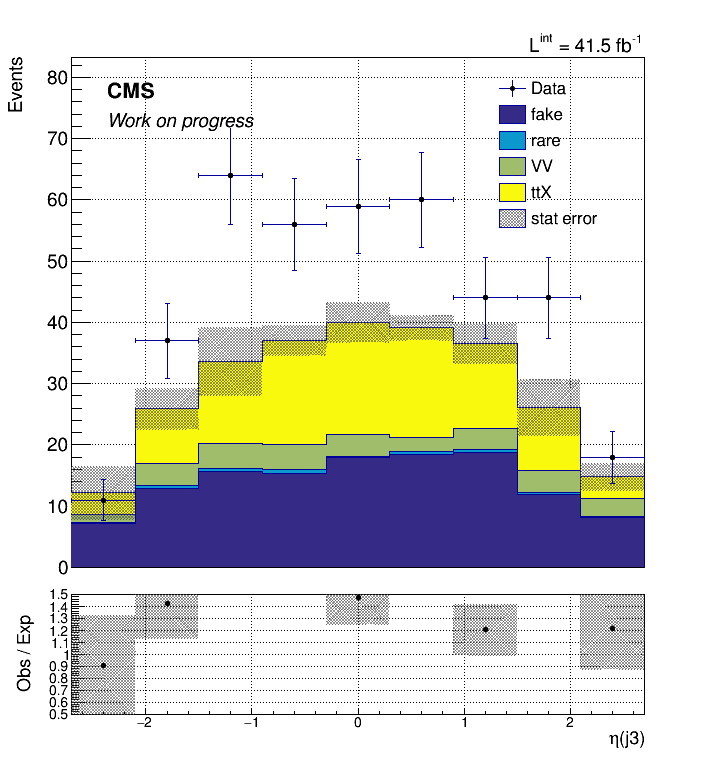 L^int = 41.5 fb^-1
Events
80
70
60
50
40
30
20
10
0
CMS
Work on progress
Data
fake
rare
VV
ttX
stat error
Obs / Exp
1.5
1.4
1.3
1.2
1.1
1
0.9
0.8
0.7
0.6
0.5
−2
−1
0
1
2
η(j3)